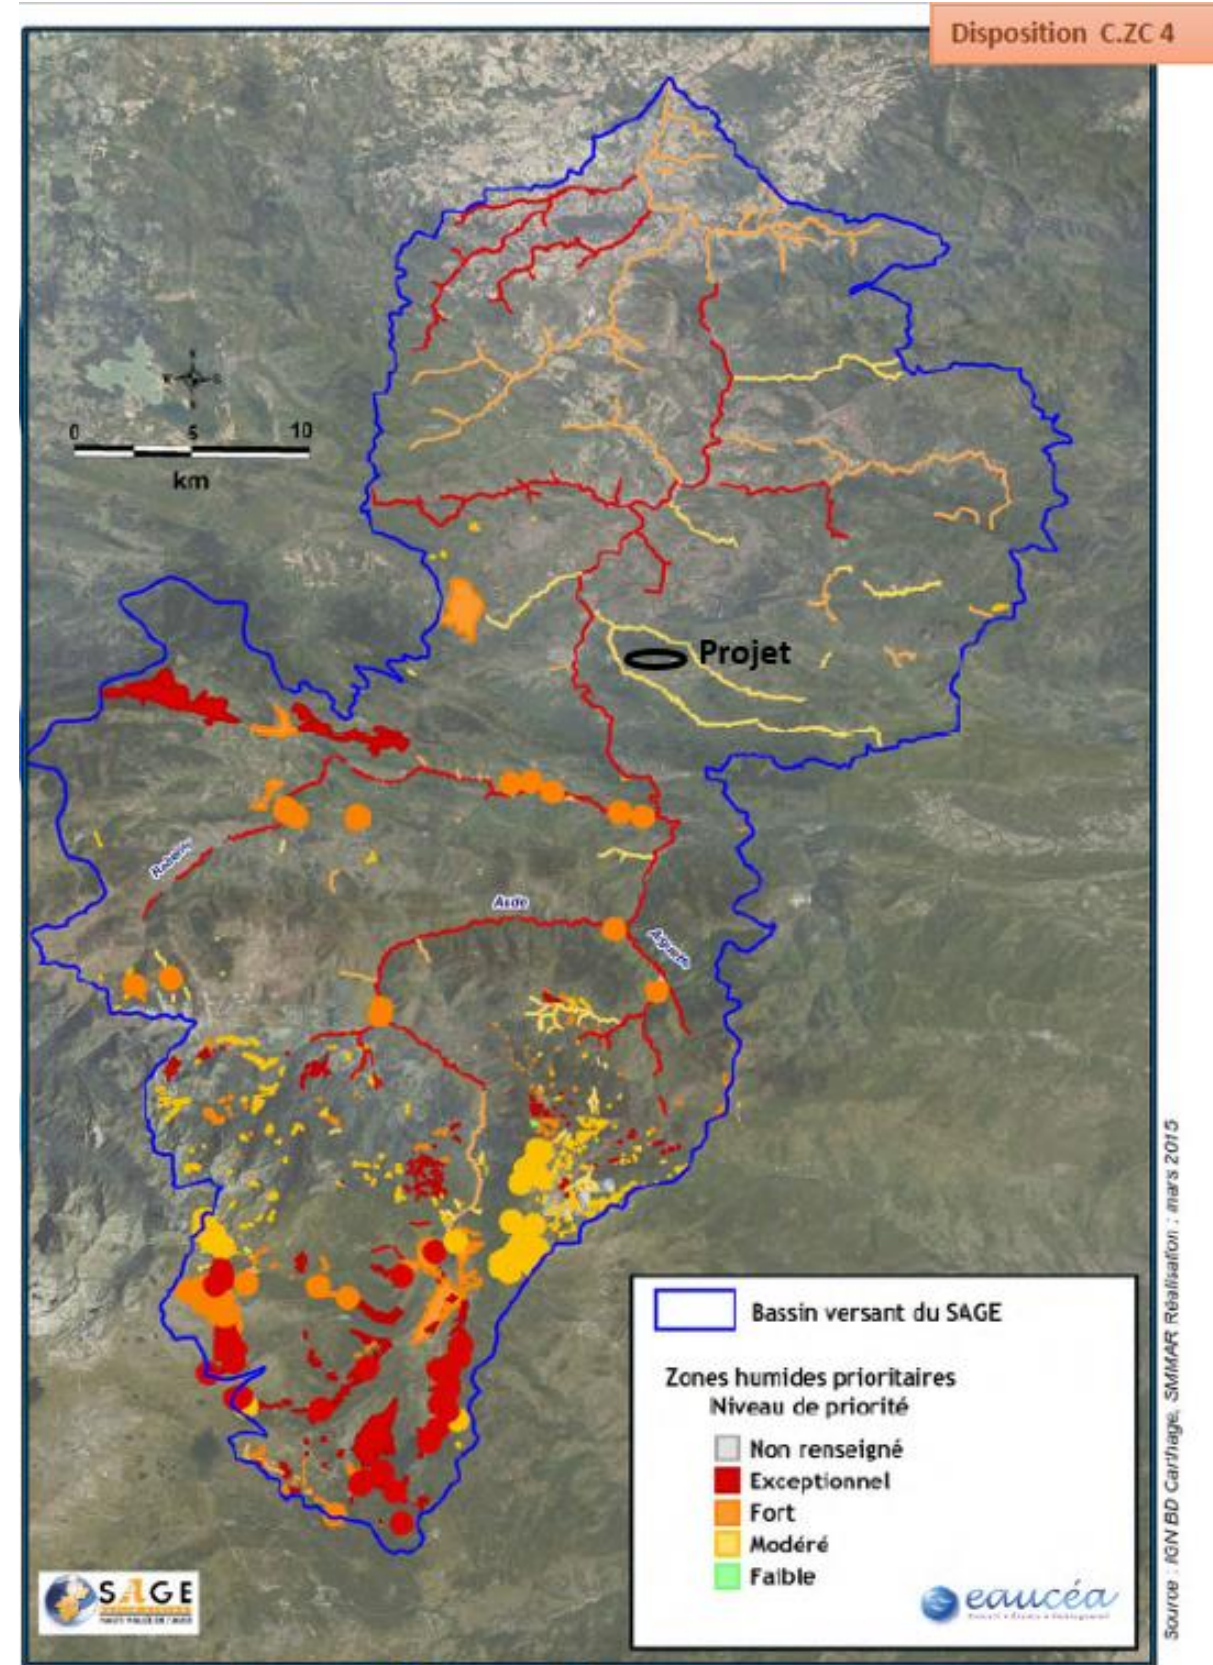 Disposition C.ZC 4
0 5 10
km
Projet
Aude
Bassin versant du SAGE
Zones humides prioritaires
Niveau de priorité
Non renseigné
Exceptionnel
Fort
Modéré
Faible
SAGE
eaucéa
Source : IGN BD Carthage, SMMAR Réalisation : mars 2015